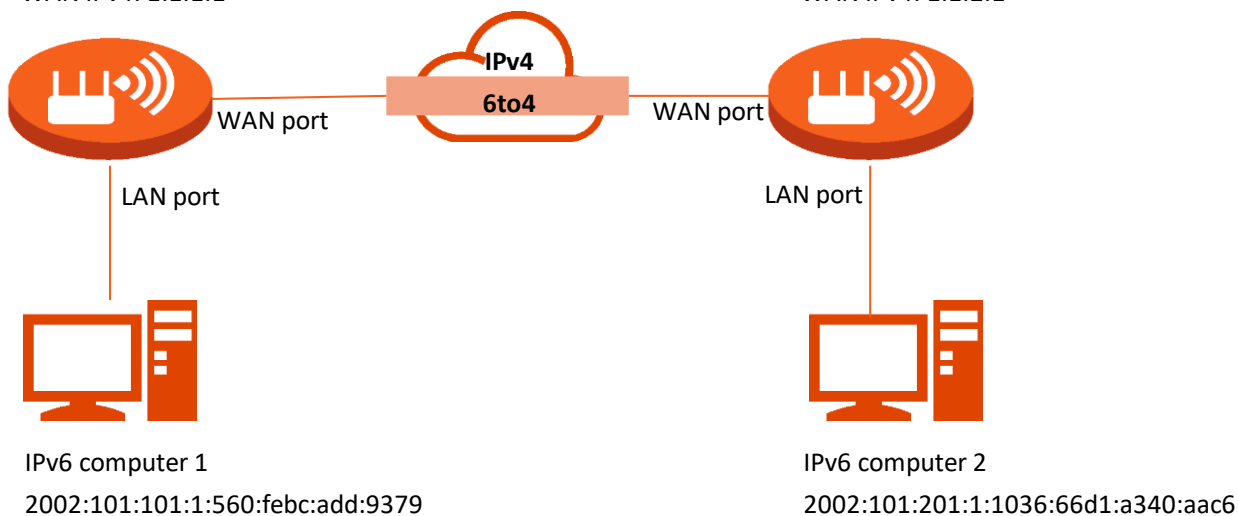 IPv4
6to4
WAN port
WAN port
LAN port
LAN port
IPv6 computer 1
IPv6 computer 2
2002:101:101:1:560:febc:add:9379
2002:101:201:1:1036:66d1:a340:aac6